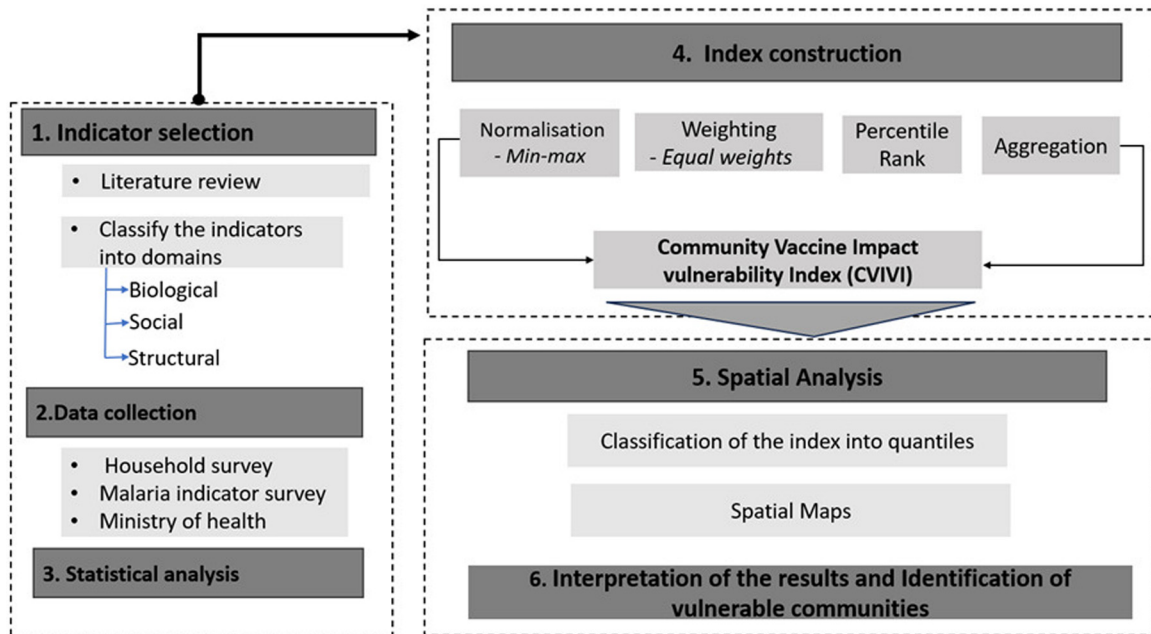 1. Indicator selection
• Literature review
• Classify the indicators
into domains
Biological
Social
Structural
2.Data collection
• Household survey
• Malaria indicator survey
• Ministry of health
3. Statistical analysis
4. Index construction
Normalisation
- Min-max
Weighting
- Equal weights
Percentile
Rank
Aggregation
Community Vaccine Impact
vulnerability Index (CVIVI)
5. Spatial Analysis
Classification of the index into quantiles
Spatial Maps
6. Interpretation of the results and Identification of
vulnerable communities